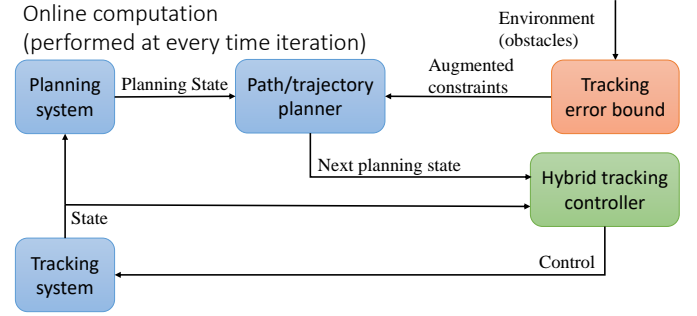 Online computation
(performed at every time iteration)
Environment
(obstacles)
Planning
system
Planning State
Path/trajectory
planner
Augmented
constraints
Tracking
error bound
Next planning state
Hybrid tracking
controller
State
Tracking
system
Control